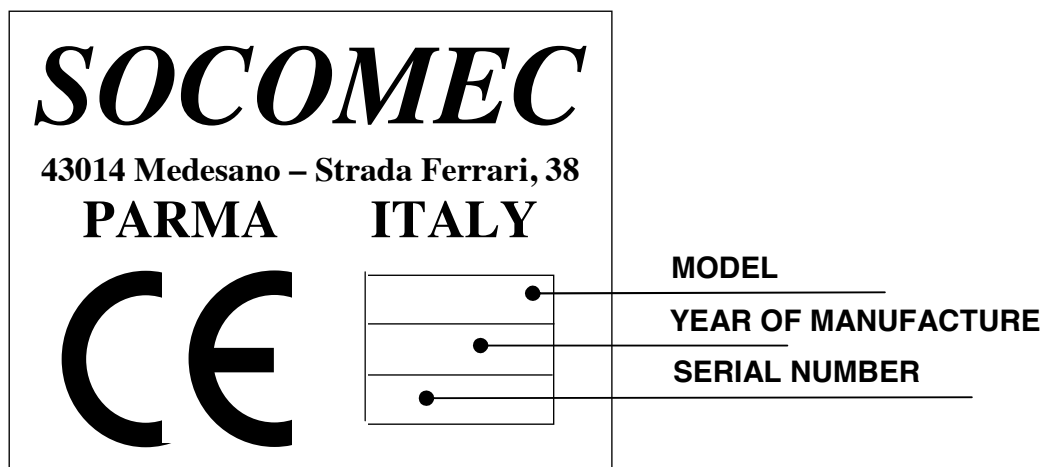 SOCOMEC
43014 Medesano – Strada Ferrari, 38
PARMA ITALY
CE
MODEL
YEAR OF MANUFACTURE
SERIAL NUMBER